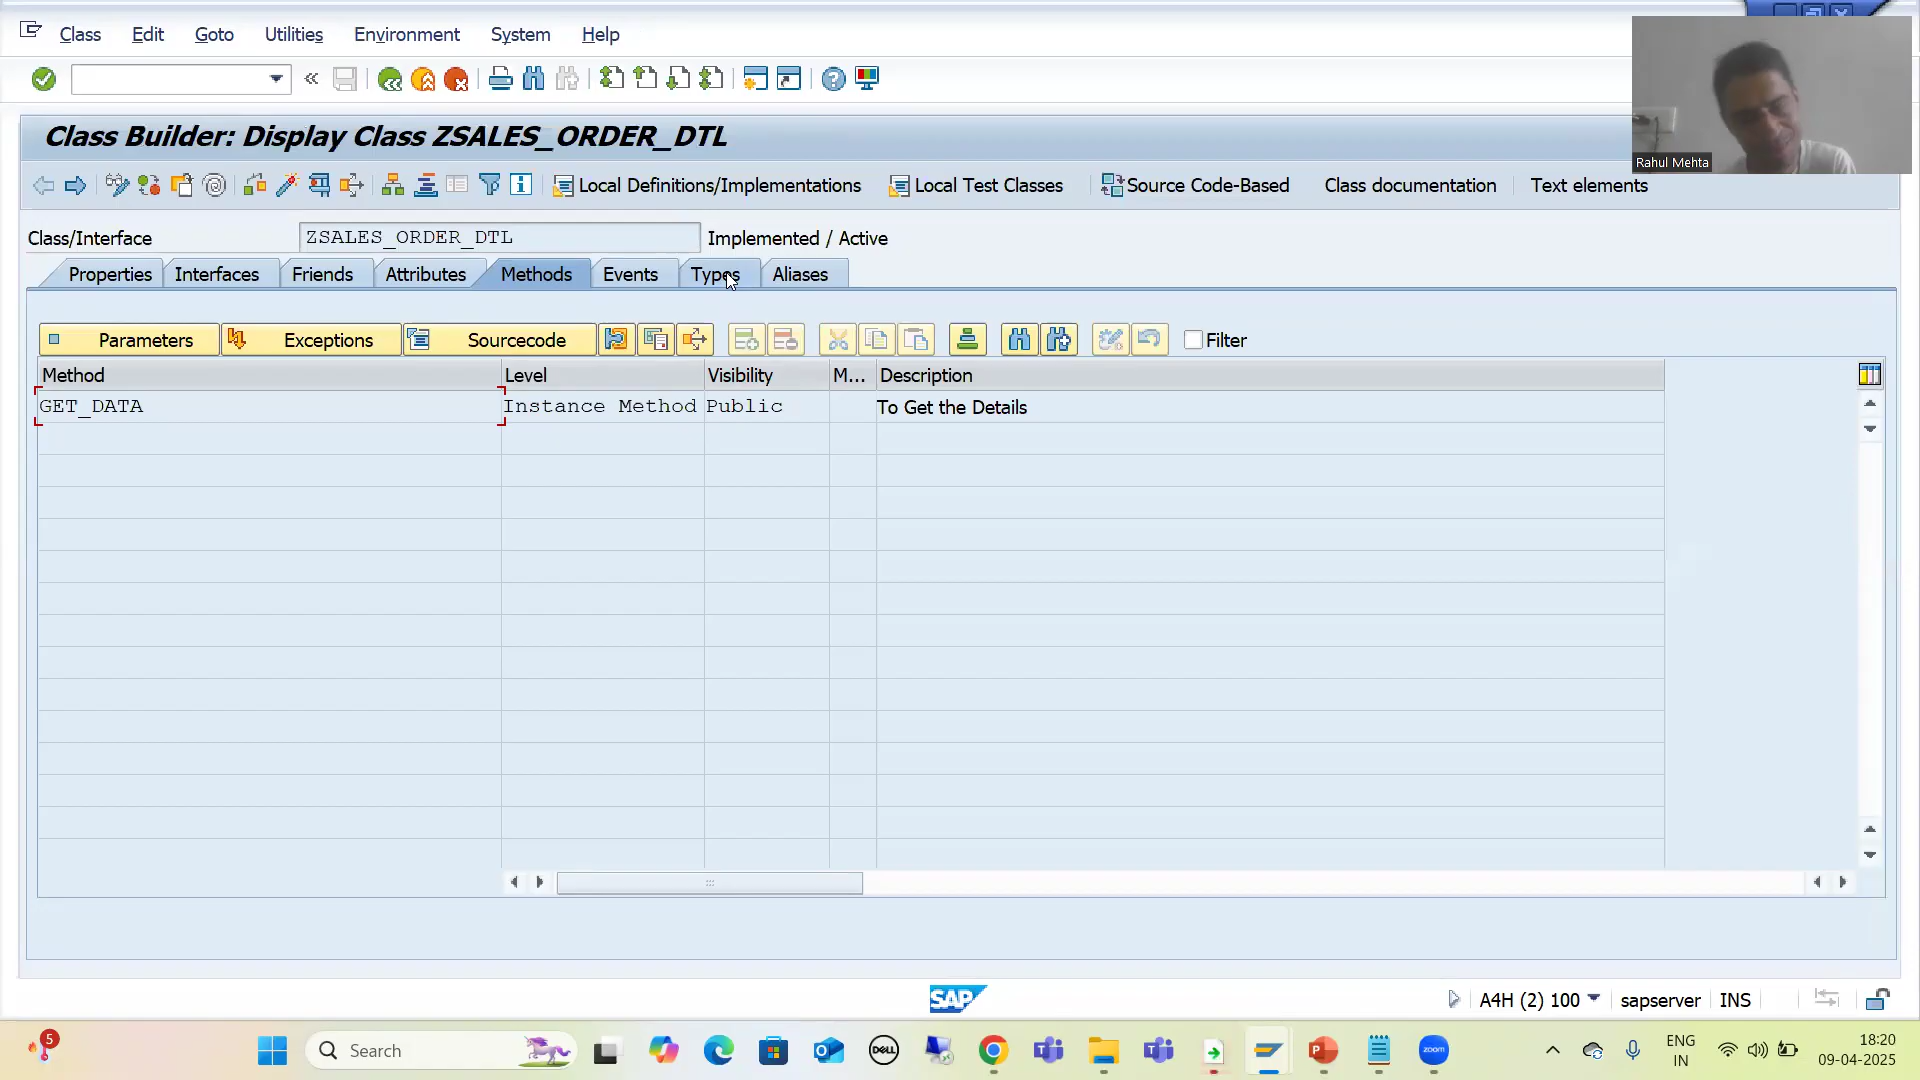 Class Edit Goto Utilities Environment System Help
Class Builder: Display Class ZSALES_ORDER_DTL
Local Definitions/Implementations Local Test Classes Source Code-Based Class documentation Text elements
Class/Interface ZSALES_ORDER_DTL Implemented / Active
Properties Interfaces Friends Attributes Methods Events Types Aliases
Parameters Exceptions Sourcecode Filter
Method Level Visibility M... Description
GET_DATA Instance Method Public To Get the Details
Rahul Mehta
SAP A4H (2) 100 sapserver INS
5 Search DELL zoom ENG 18:20
IN 09-04-2025